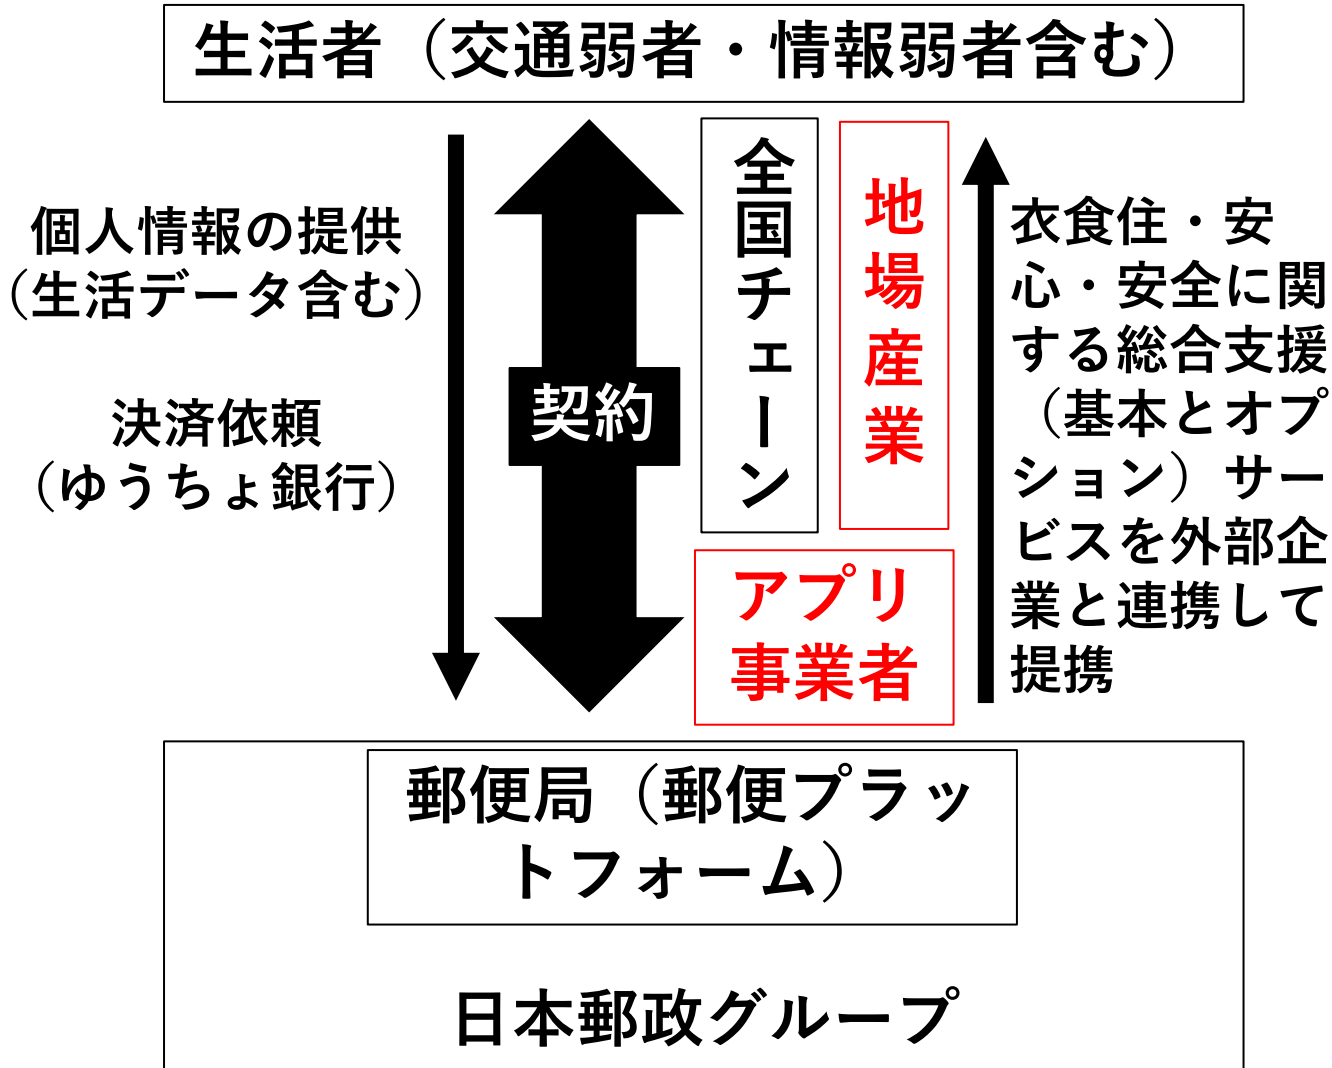 生活者（交通弱者・情報弱者含む）
個人情報の提供
（生活データ含む）
決済依頼
（ゆうちょ銀行）
契約
全国チェーン
地場産業
アプリ
事業者
衣食住・安
心・安全に関
する総合支援
（基本とオプ
ション）サー
ビスを外部企
業と連携して
提携
郵便局（郵便プラッ
トフォーム）
日本郵政グループ